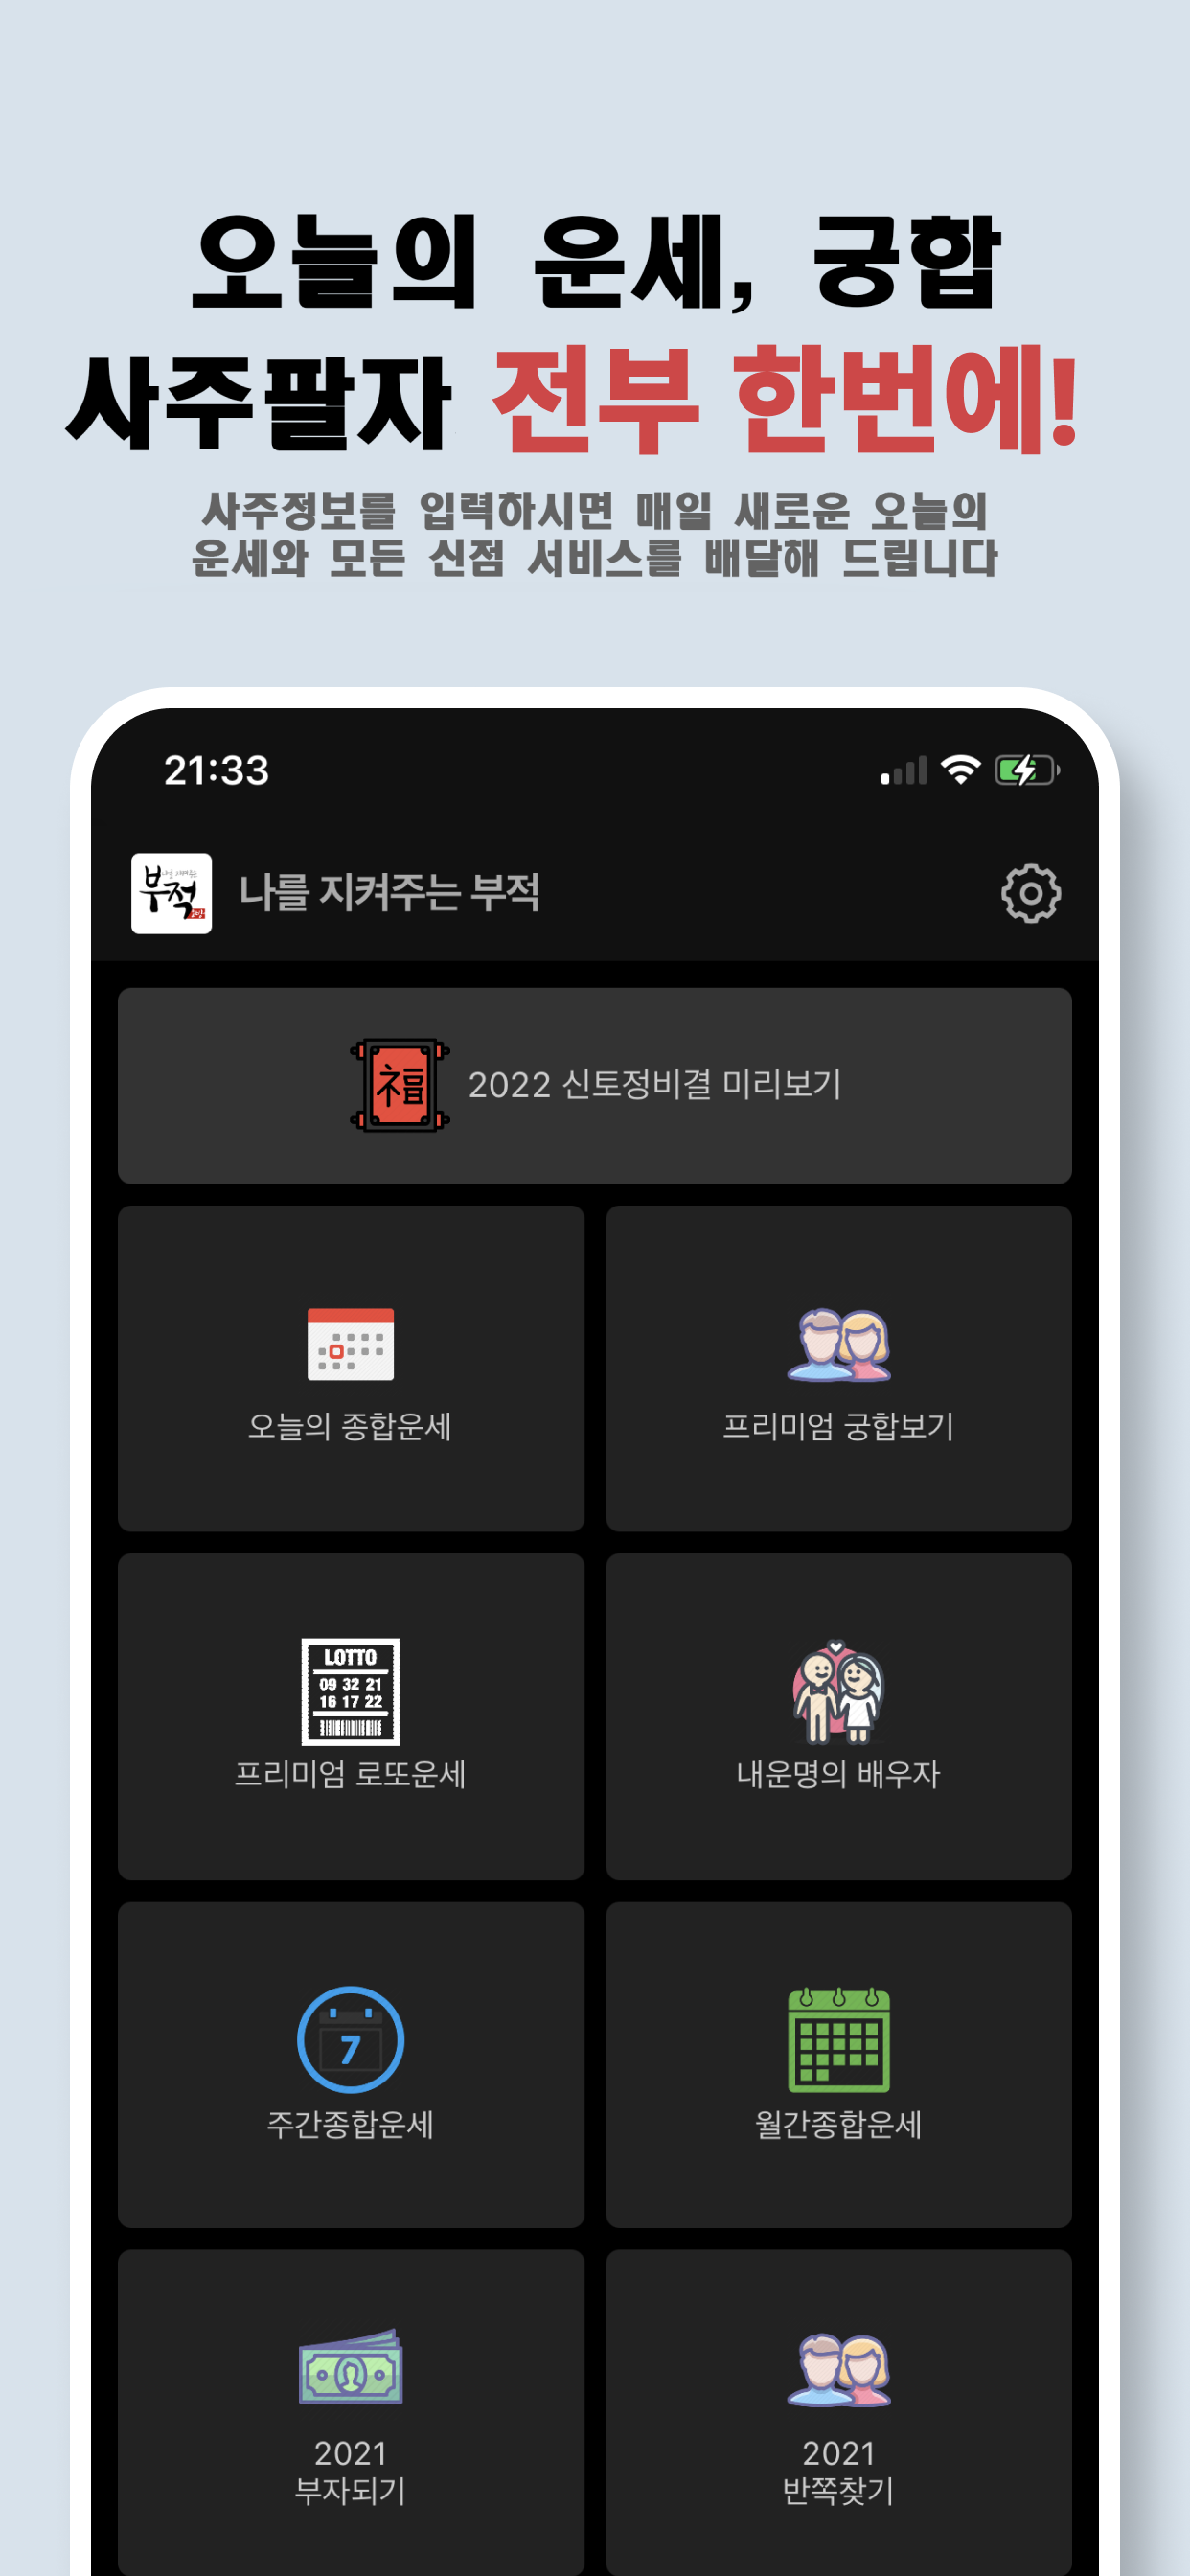 오늘의 운세, 궁합
사주팔자 전부 한번에!
사주정보를 입력하시면 매일 새로운 오늘의
운세와 모든 신점 서비스를 배달해 드립니다
21:33
부적
나를 지켜주는 부적
福
2022 신토정비결 미리보기
오늘의 종합운세
프리미엄 궁합보기
LOTTO
09 32 21
16 17 22
프리미엄 로또운세
내운명의 배우자
7
주간종합운세
월간종합운세
2021
부자되기
2021
반쪽찾기